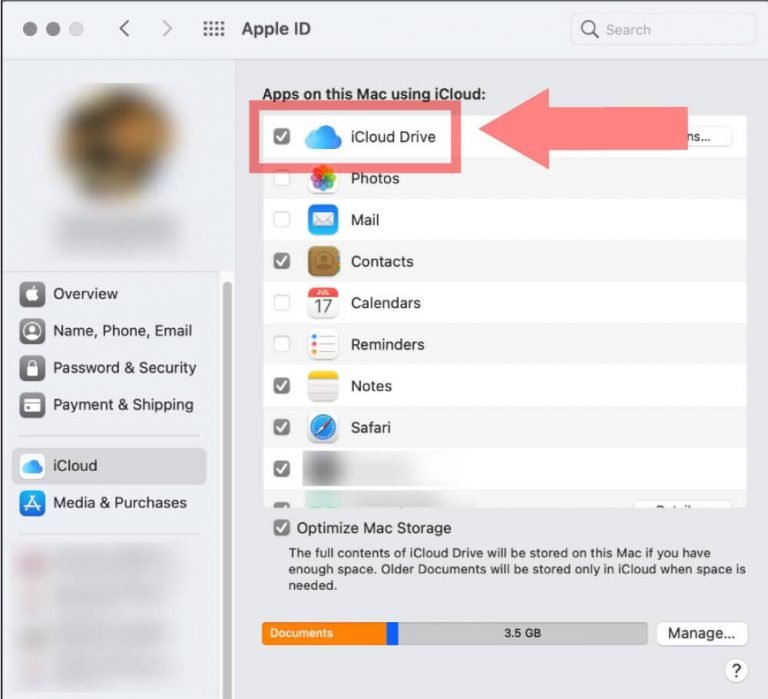 Apple ID
Search
Apps on this Mac using iCloud:
iCloud Drive
Photos
Mail
Contacts
JUL
17
Calendars
Reminders
Notes
Safari
Overview
Name, Phone, Email
Password & Security
Payment & Shipping
iCloud
Media & Purchases
Optimize Mac Storage
The full contents of iCloud Drive will be stored on this Mac if you have
enough space. Older Documents will be stored only in iCloud when space is
needed.
Documents
3.5 GB
Manage...
?